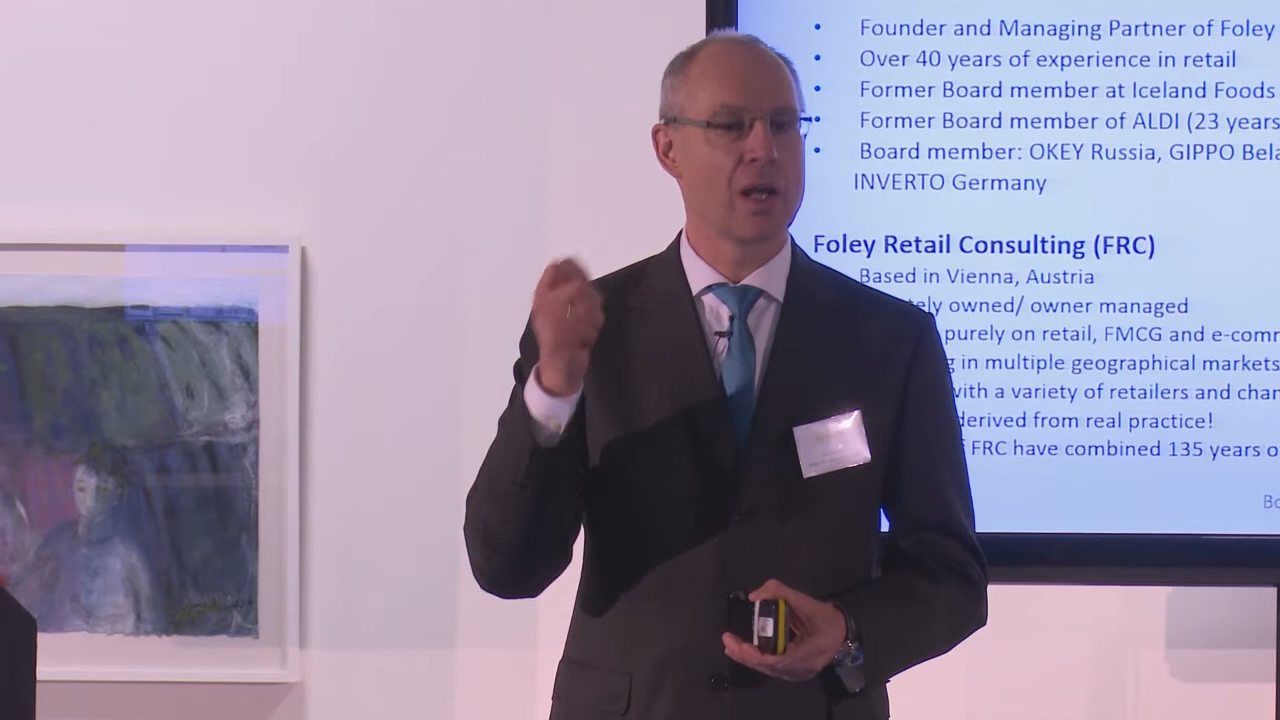 Founder and Managing Partner of Foley
Over 40 years of experience in retail
Former Board member at Iceland Foods
Former Board member of ALDI (23 years
Board member: OKEY Russia, GIPPO Bela
INVERTO Germany
Foley Retail Consulting (FRC)
Based in Vienna, Austria
tely owned/ owner managed
purely on retail, FMCG and e-comm
g in multiple geographical markets
with a variety of retailers and chan
derived from real practice!
FRC have combined 135 years o
Bo